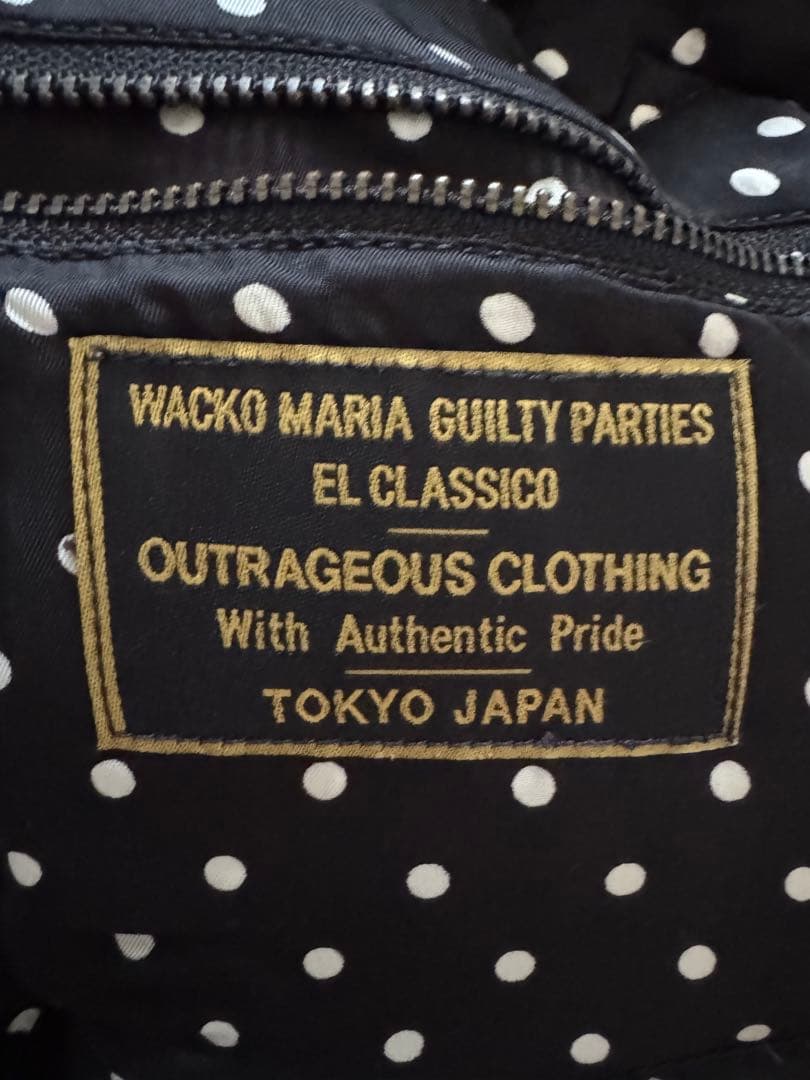 WACKO MARIA GUILTY PARTIES
EL CLASSICO
OUTRAGEOUS CLOTHING
With Authentic Pride
TOKYO JAPAN